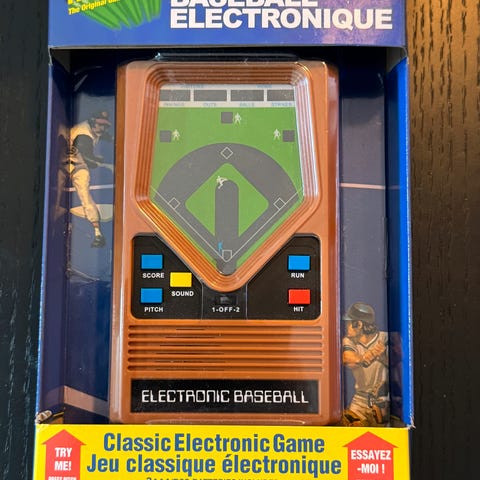 The Original
BASEBALL
ELECTRONIQUE
INNINGS OUTS BALLS STRIKES
SCORE
SOUND
PITCH
RUN
HIT
1-OFF-2
ELECTRONIC BASEBALL
TRY
ME!
Classic Electronic Game
Jeu classique électronique
ESSAYEZ
-MOI !